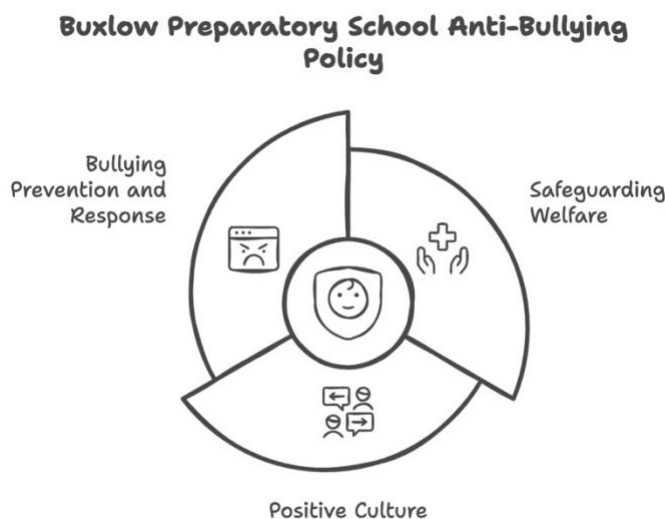 Buxlow Preparatory School Anti-Bullying
Policy
Bullying
Prevention and
Response
Safeguarding
Welfare
Positive Culture